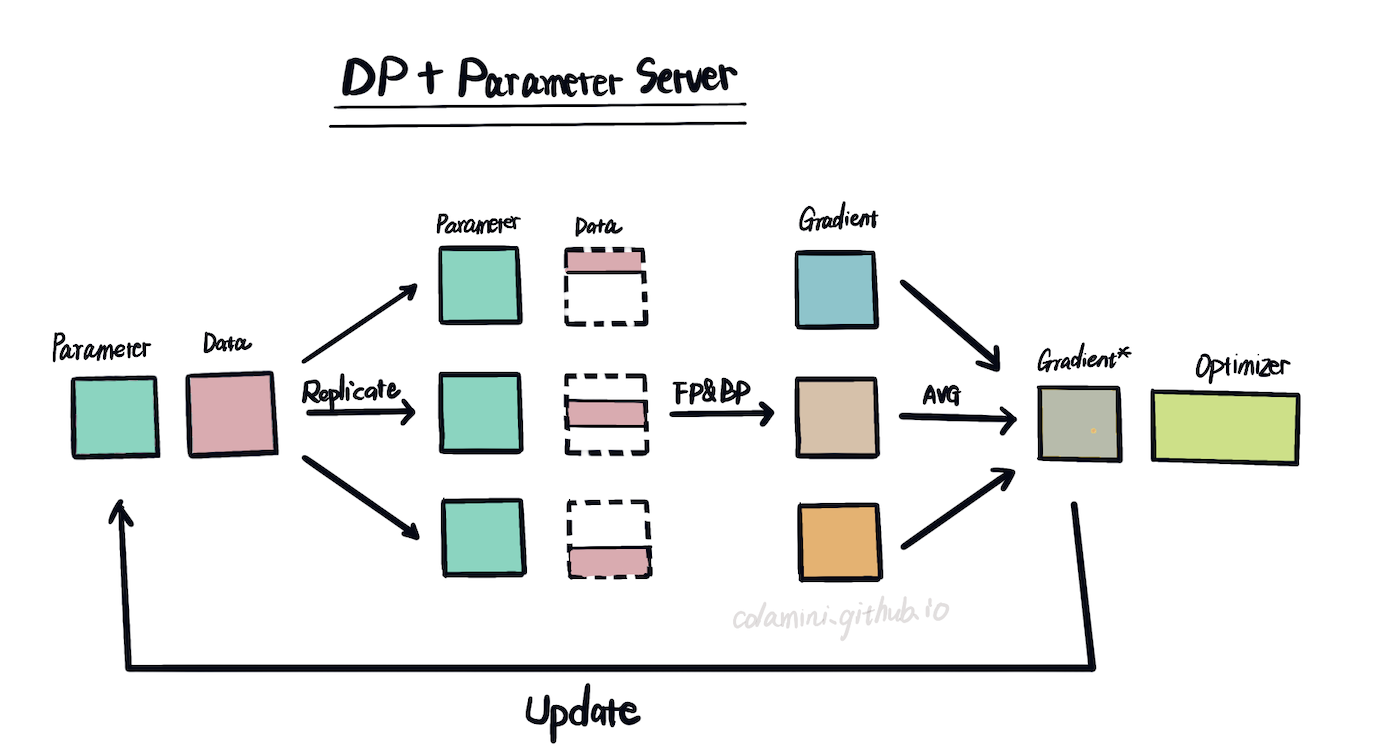 DP + Parameter Server
Parameter
Data
Gradient
Parameter
Data
Replicate
FP&BP
AVG
Gradient*
Optimizer
colamini.github.io
Update